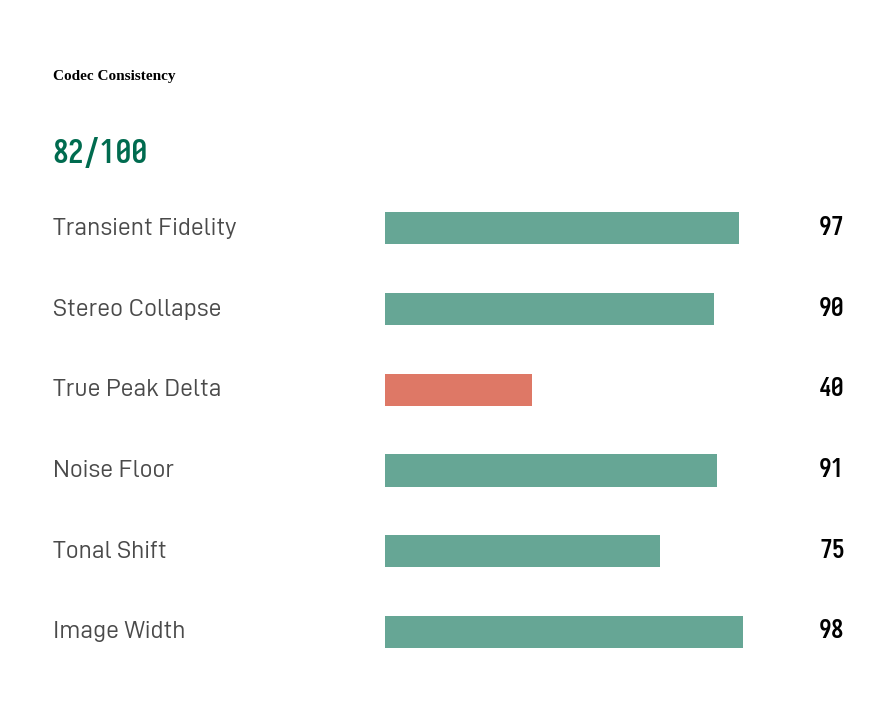 Codec Consistency
82/100
Transient Fidelity 97
Stereo Collapse 90
True Peak Delta 40
Noise Floor 91
Tonal Shift 75
Image Width 98